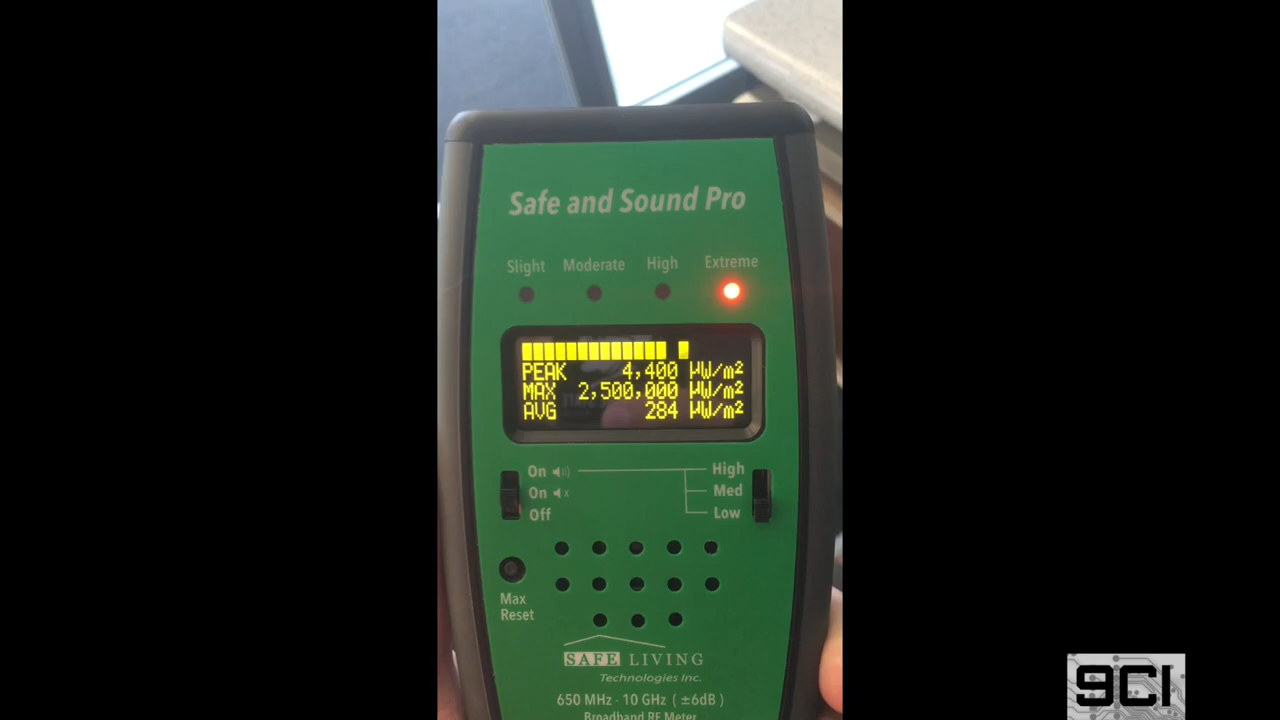 Safe and Sound Pro
Slight Moderate High Extreme
PEAK 4,400 µW/m²
MAX 2,500,000 µW/m²
AVG 284 µW/m²
On High
On x Med
Off Low
Max
Reset
SAFE LIVING
Technologies Inc.
650 MHz - 10 GHz ( ±6dB )
Broadband RF Meter
9CI